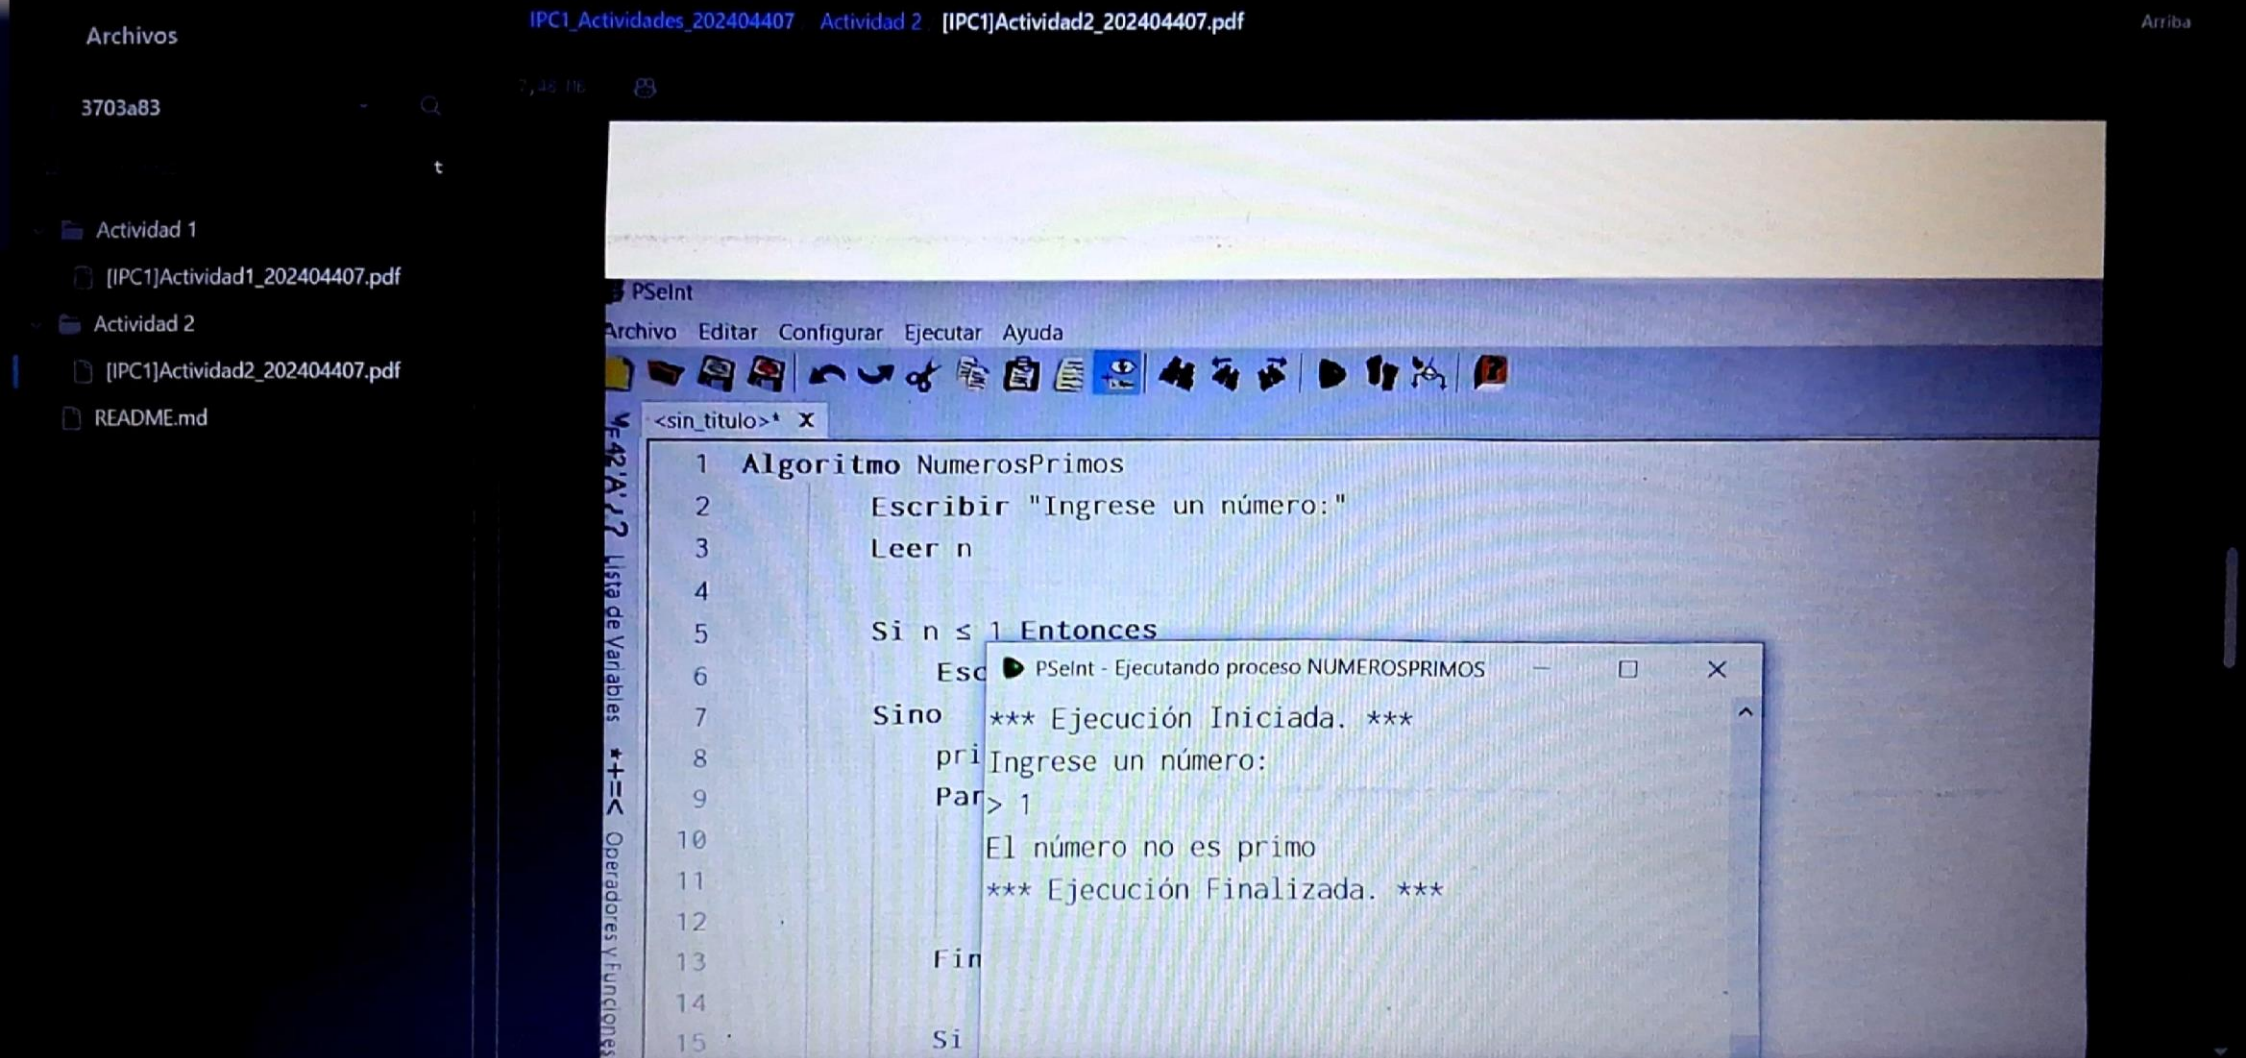 Archivos
3703a83
t
Actividad 1
[IPC1]Actividad1_202404407.pdf
Actividad 2
[IPC1]Actividad2_202404407.pdf
README.md
IPC1_Actividades_202404407 Actividad 2 [IPC1]Actividad2_202404407.pdf
Arriba
7,48 MB
PSeInt
Archivo Editar Configurar Ejecutar Ayuda
<sin_titulo>* X
Lista de Variables
*+=<
Operadores y Funciones
1 Algoritmo NumerosPrimos
2 Escribir "Ingrese un número:"
3 Leer n
4
5 Si n ≤ 1 Entonces
6 Esc
7 Sino
8 pri
9 Par
10
11
12
13 Fin
14
15 Si
PSeInt - Ejecutando proceso NUMEROSPRIMOS
*** Ejecución Iniciada. ***
Ingrese un número:
> 1
El número no es primo
*** Ejecución Finalizada. ***